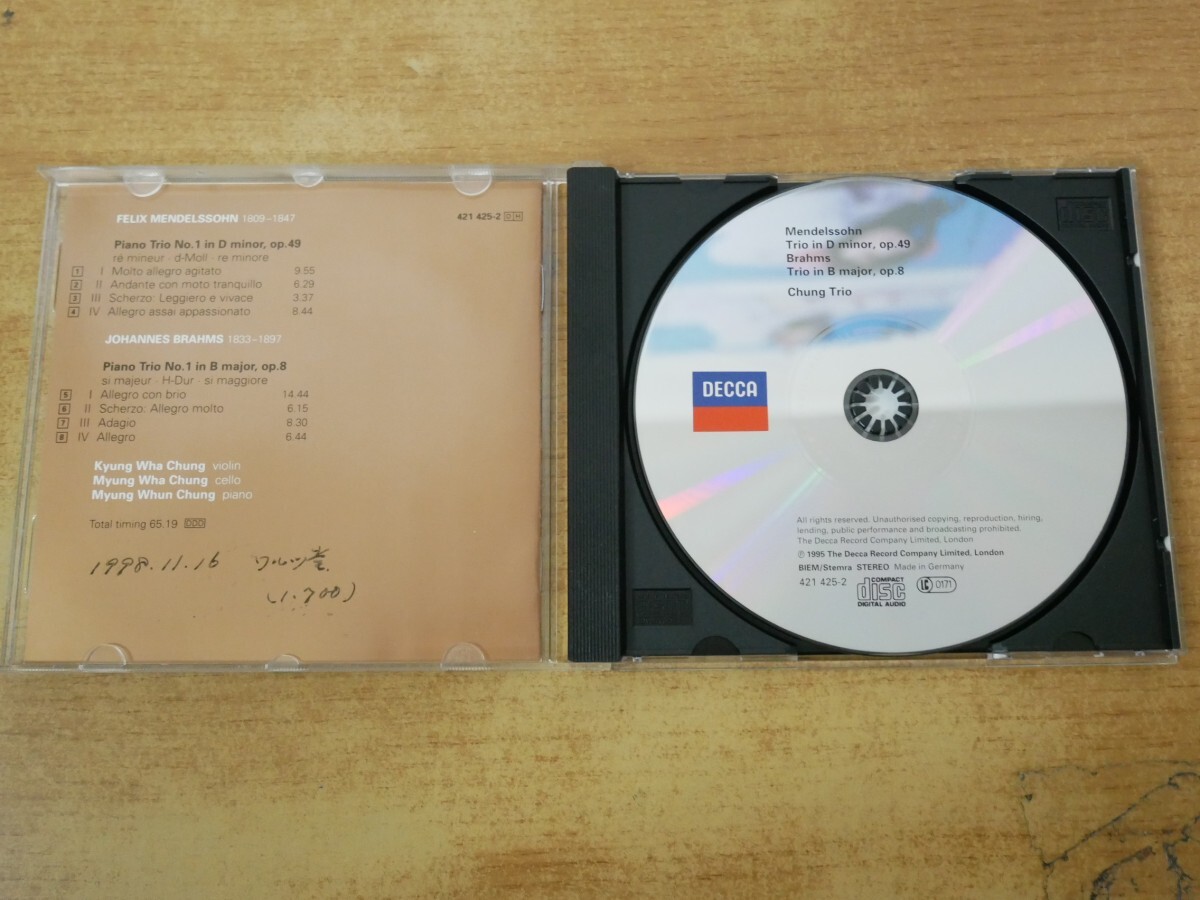 FELIX MENDELSSOHN 1809-1847
421 425-2 DH
Piano Trio No.1 in D minor, op.49
ré mineur · d-Moll · re minore
1 I Molto allegro agitato 9.55
2 II Andante con moto tranquillo 6.29
3 III Scherzo: Leggiero e vivace 3.37
4 IV Allegro assai appassionato 8.44
JOHANNES BRAHMS 1833-1897
Piano Trio No.1 in B major, op.8
si majeur · H-Dur · si maggiore
5 I Allegro con brio 14.44
6 II Scherzo: Allegro molto 6.15
7 III Adagio 8.30
8 IV Allegro 6.44
Kyung Wha Chung violin
Myung Wha Chung cello
Myung Whun Chung piano
Total timing 65.19 DDD
1998.11.16 ワルツ堂
(1.700)
Mendelssohn
Trio in D minor, op.49
Brahms
Trio in B major, op.8
Chung Trio
DECCA
All rights reserved. Unauthorised copying, reproduction, hiring,
lending, public performance and broadcasting prohibited.
The Decca Record Company Limited, London
℗ 1995 The Decca Record Company Limited, London
BIEM/Stemra STEREO Made in Germany
421 425-2
COMPACT
disc
DIGITAL AUDIO
LC 0171